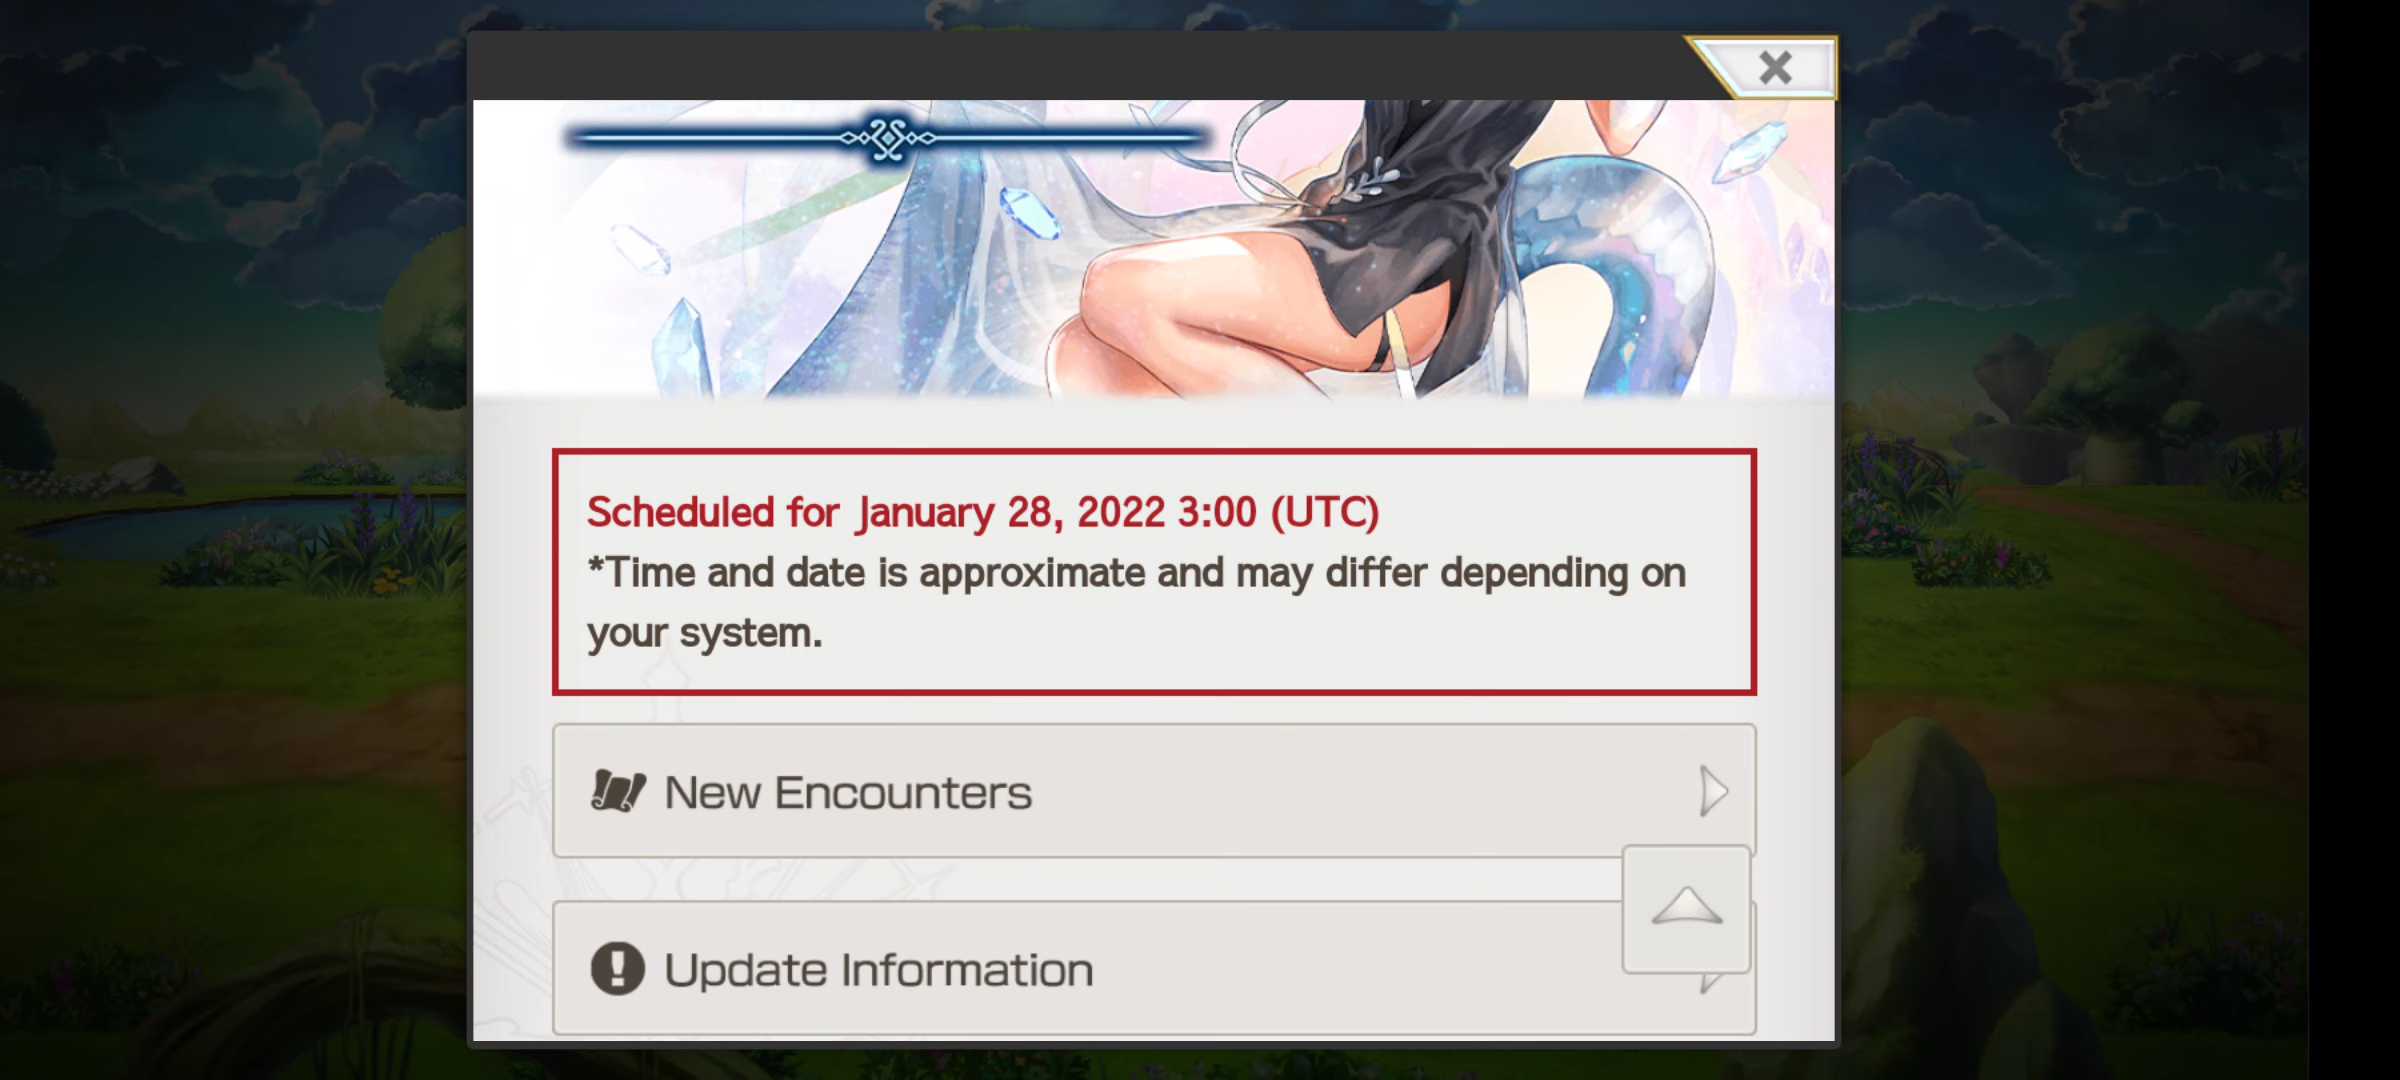 Scheduled for January 28, 2022 3:00 (UTC)
*Time and date is approximate and may differ depending on
your system.
New Encounters
Update Information